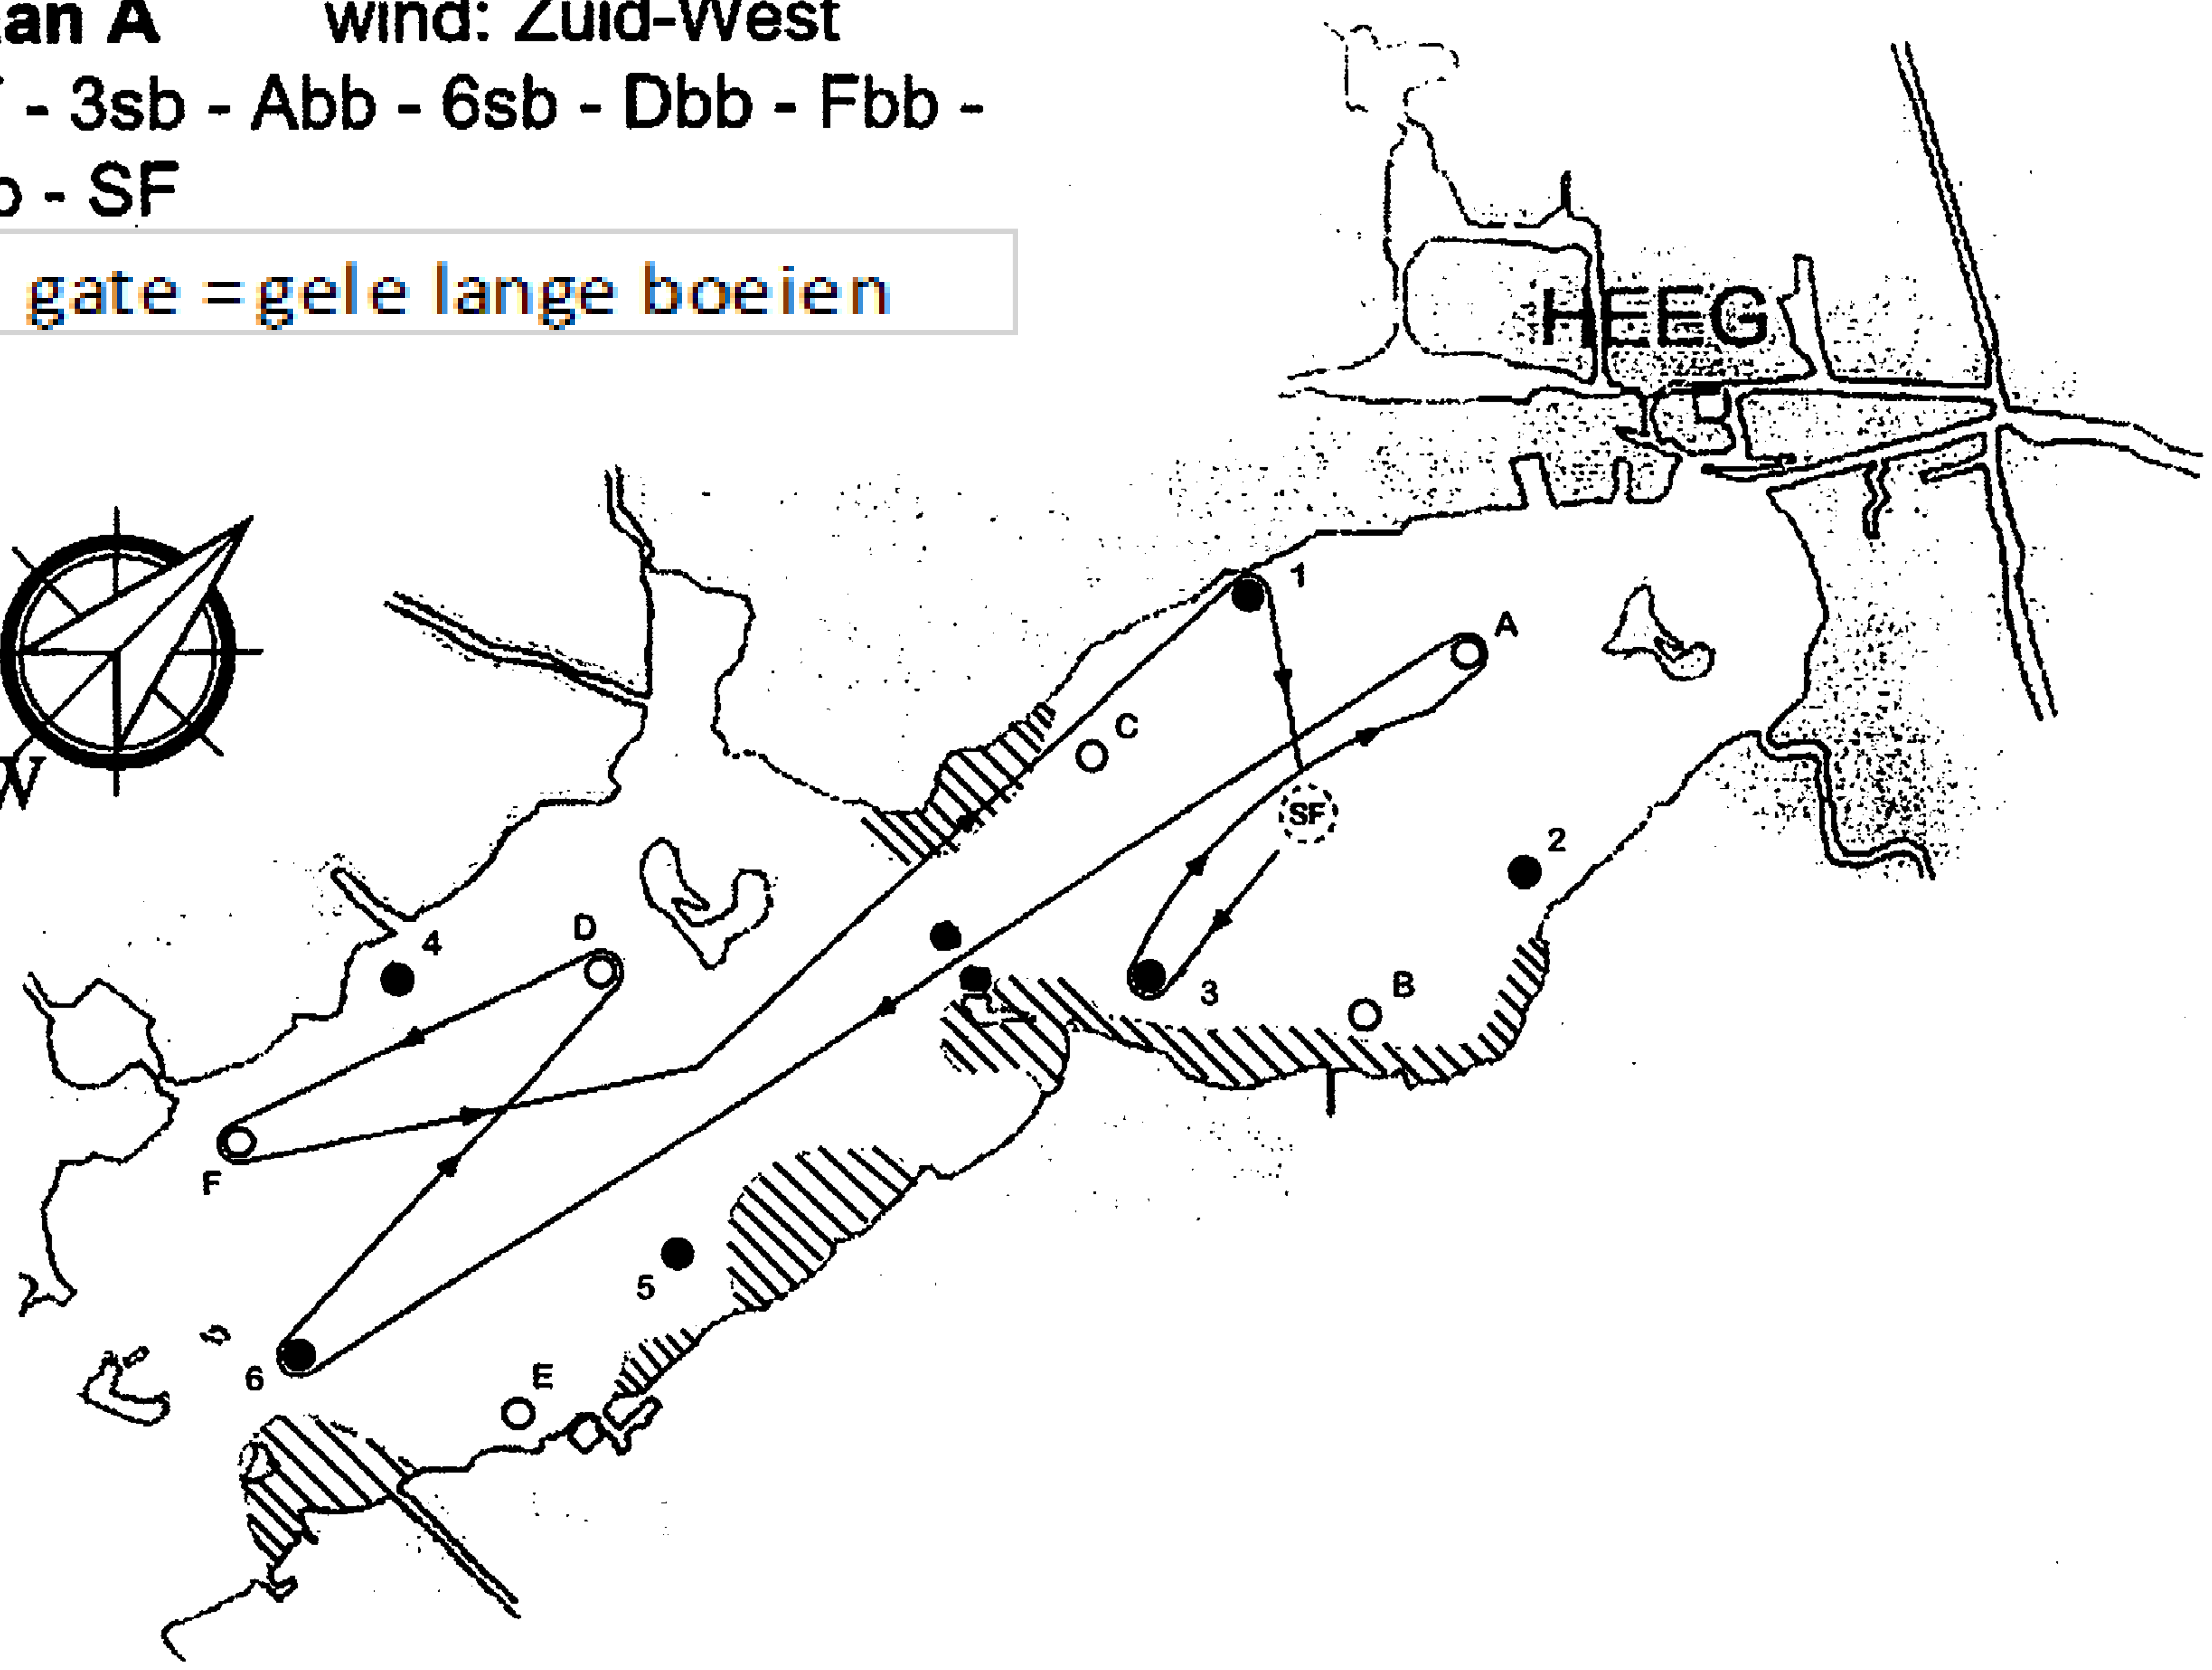 an A wind: Zuid-West
- 3sb - Abb - 6sb - Dbb - Fbb -
- SF
gate =gele lange boeien
HEEG
1
A
C
SF
2
D
4
3
B
F
5
6
E
W